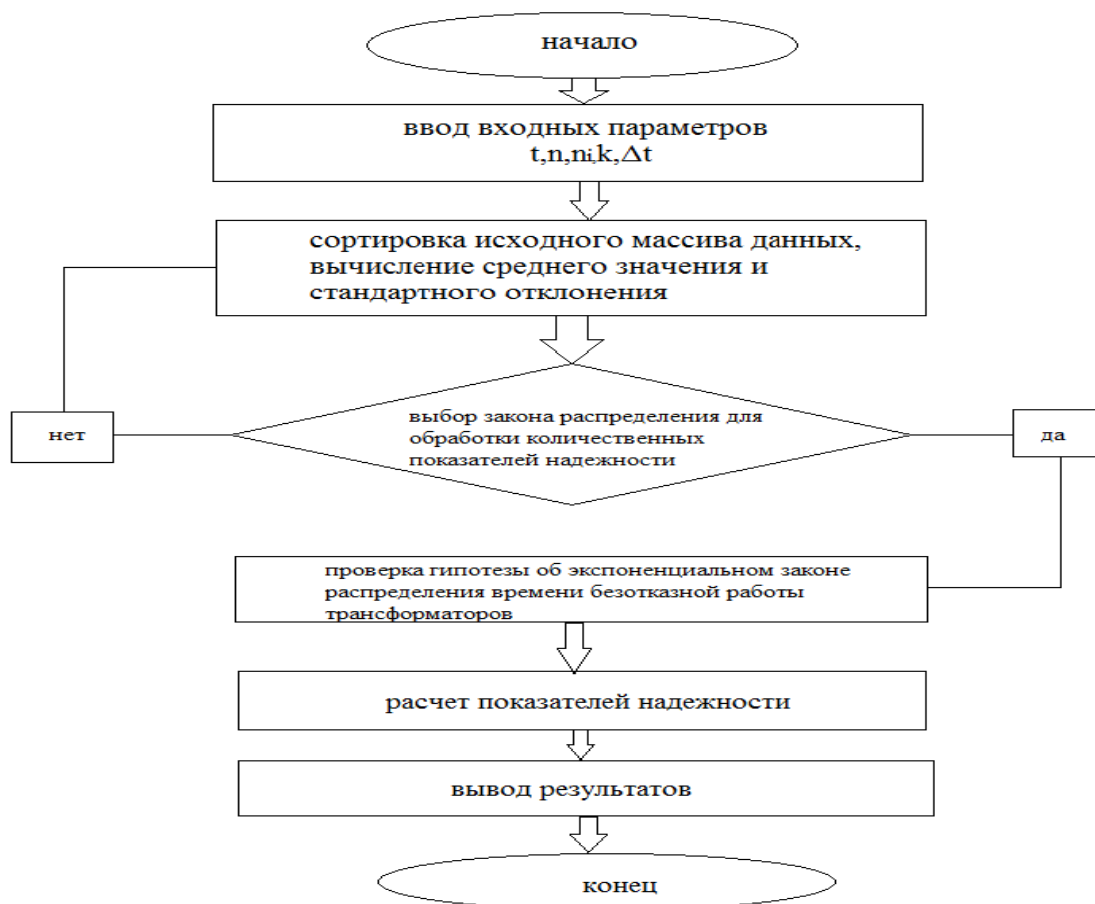 начало
ввод входных параметров
t,n,ni,k,Δt
сортировка исходного массива данных,
вычисление среднего значения и
стандартного отклонения
выбор закона распределения для
обработки количественных
показателей надежности
нет
да
проверка гипотезы об экспоненциальном законе
распределения времени безотказной работы
трансформаторов
расчет показателей надежности
вывод результатов
конец